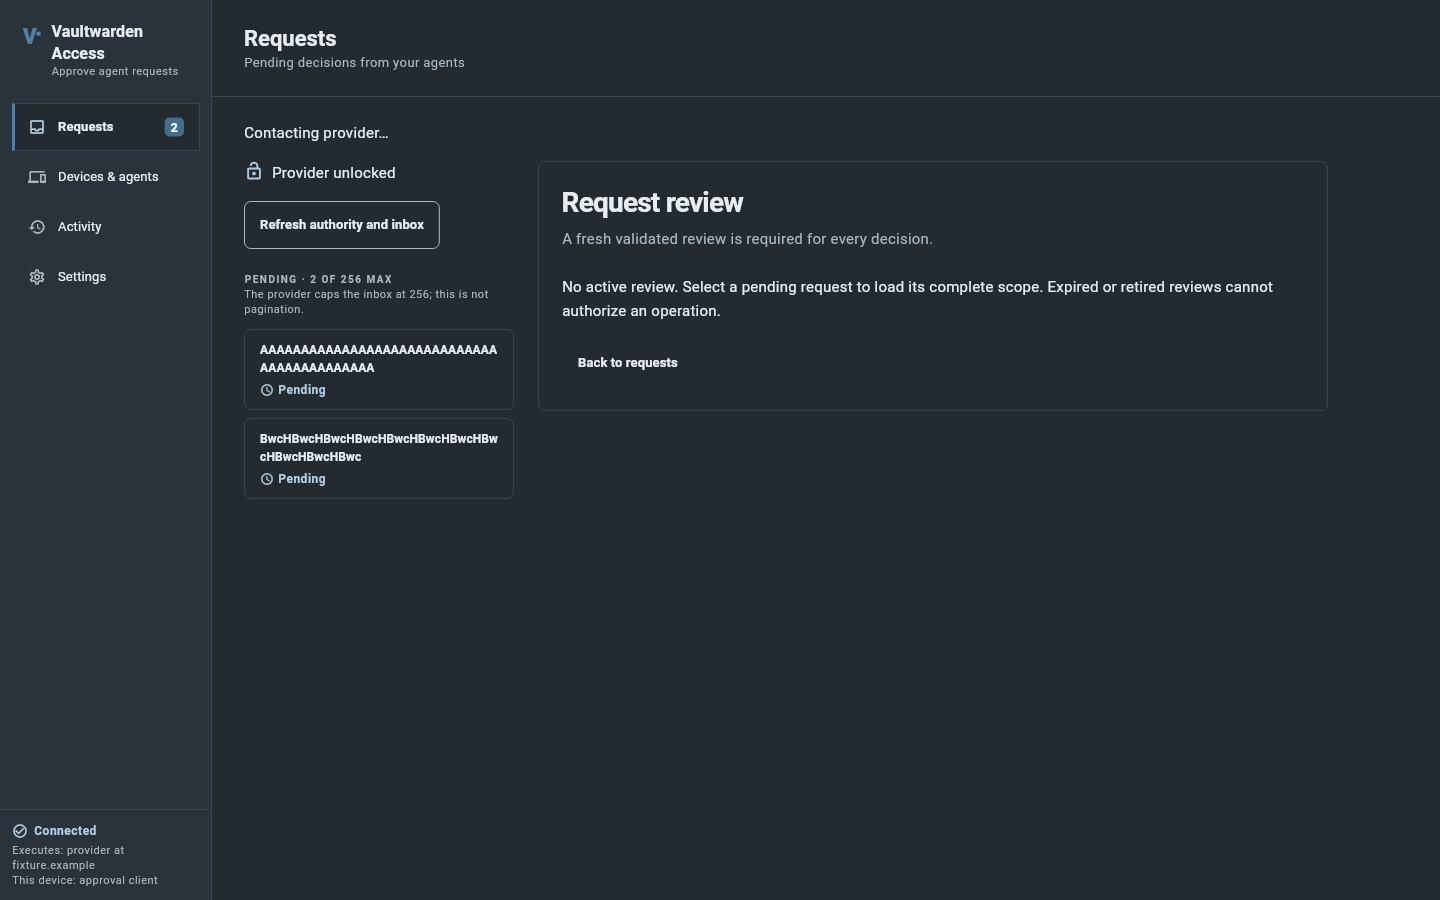 Vaultwarden
Access
Approve agent requests
Requests
2
Devices & agents
Activity
Settings
Connected
Executes: provider at
fixture.example
This device: approval client
Requests
Pending decisions from your agents
Contacting provider…
Provider unlocked
Refresh authority and inbox
PENDING · 2 OF 256 MAX
The provider caps the inbox at 256; this is not
pagination.
AAAAAAAAAAAAAAAAAAAAAAAAAAAAA
AAAAAAAAAAAAAA
Pending
BwcHBwcHBwcHBwcHBwcHBwcHBwcHBw
cHBwcHBwcHBwc
Pending
Request review
A fresh validated review is required for every decision.
No active review. Select a pending request to load its complete scope. Expired or retired reviews cannot
authorize an operation.
Back to requests